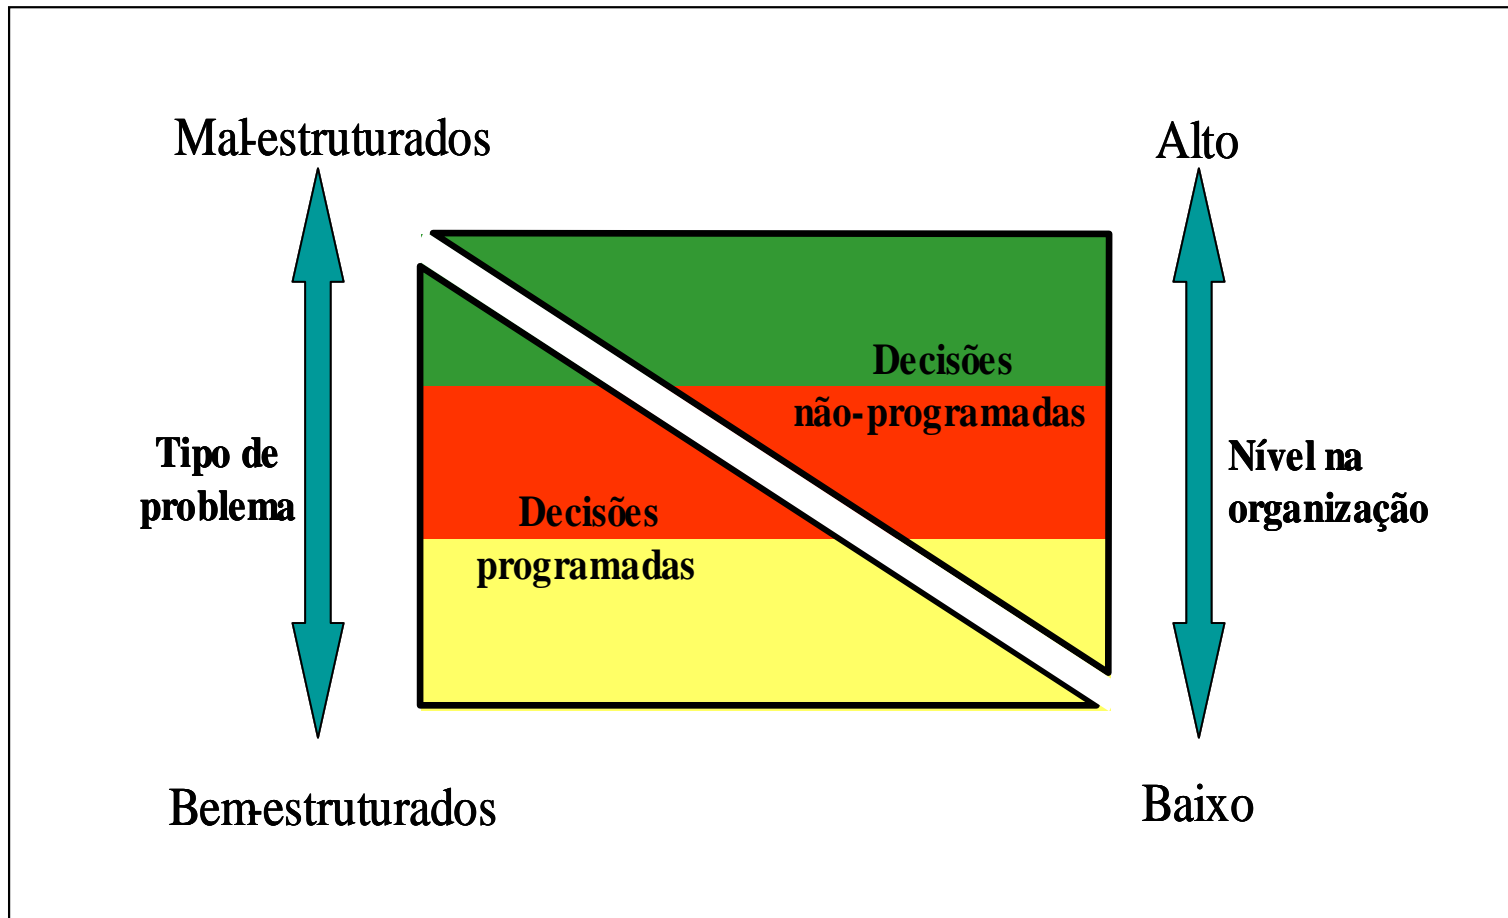 Mal-estruturados
Alto
Decisões
não-programadas
Tipo de
problema
Nível na
organização
Decisões
programadas
Bem-estruturados
Baixo